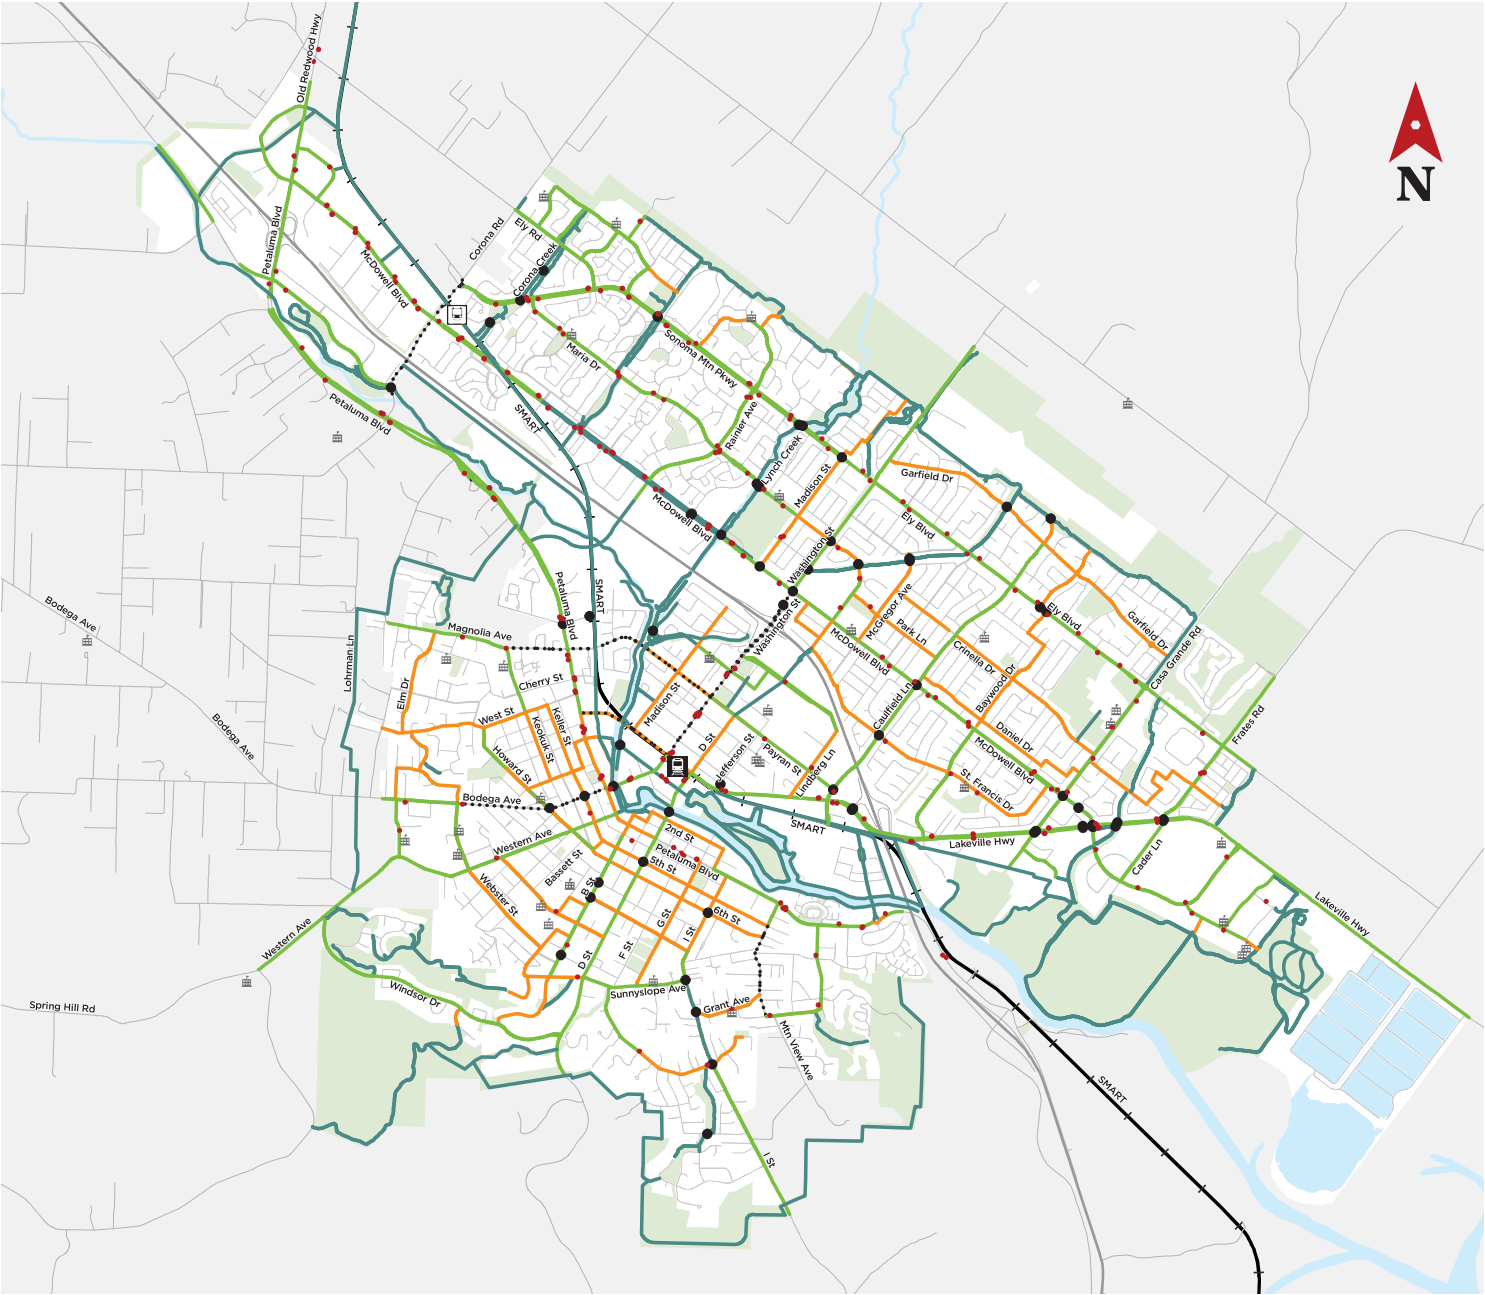 Old Redwood Hwy
N
Corona Rd
Ely Rd
Petaluma Blvd
McDowell Blvd
Corona Creek
Maria Dr
Sonoma Mtn Pkwy
Petaluma Blvd
SMART
Rainier Ave
Lynch Creek
Madison St
Garfield Dr
McDowell Blvd
Ely Blvd
Washington St
Bodega Ave
Petaluma Blvd
SMART
Magnolia Ave
Washington St
McGregor Ave
Park Ln
Ely Blvd
Garfield Dr
Lohrman Ln
McDowell Blvd
Crinella Dr
Casa Grande Rd
Elm Dr
Cherry St
Madison St
Caulfield Ln
Baywood Dr
Bodega Ave
West St
Keokuk St
Keller St
D St
Jefferson St
Payran St
Daniel Dr
Frates Rd
Howard St
Lindberg Ln
McDowell Blvd
St. Francis Dr
Bodega Ave
SMART
Western Ave
2nd St
Lakeville Hwy
Cader Ln
Petaluma Blvd
5th St
Bassett St
Webster St
B St
Lakeville Hwy
6th St
G St
I St
Western Ave
D St
F St
Windsor Dr
Sunnyslope Ave
Grant Ave
Spring Hill Rd
Mtn View Ave
SMART
I St